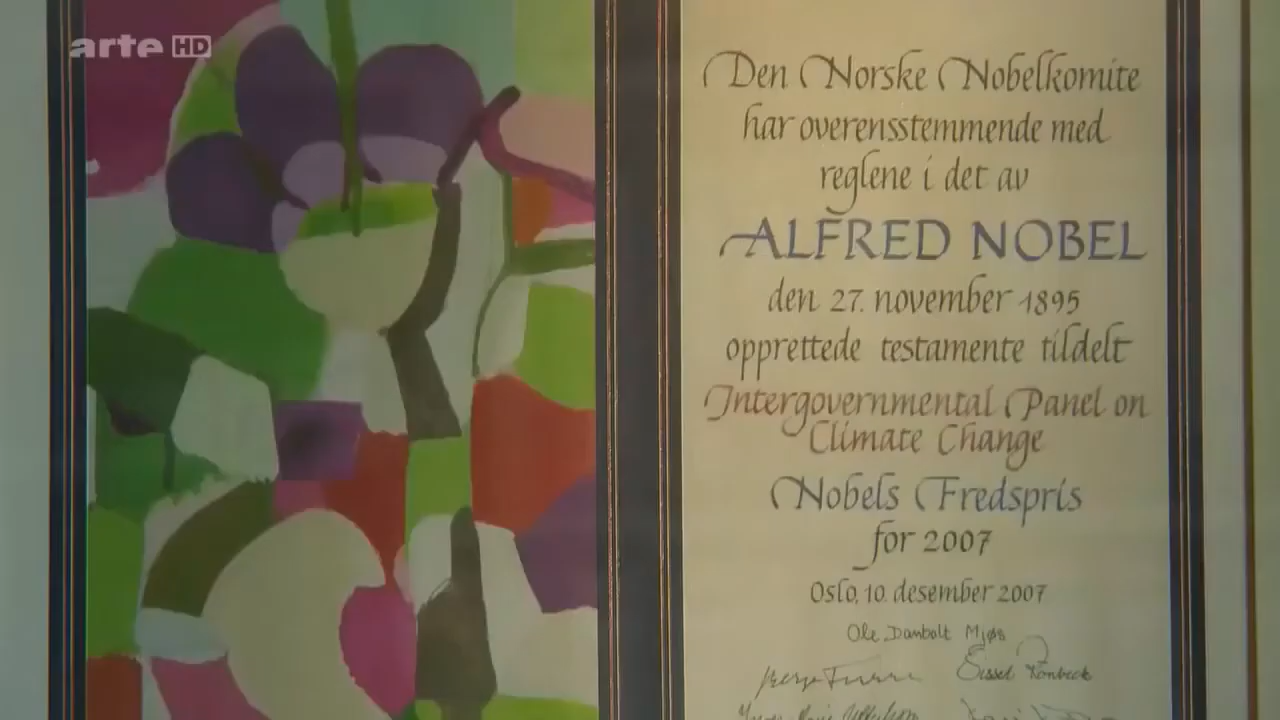 arte HD
Den Norske Nobelkomite
har overensstemmende med
reglene i det av
ALFRED NOBEL
den 27. november 1895
opprettede testamente tildelt
Intergovernmental Panel on
Climate Change
Nobels Fredspris
for 2007
Oslo, 10. desember 2007
Ole Danbolt Mjøs
Sissel Rønbeck